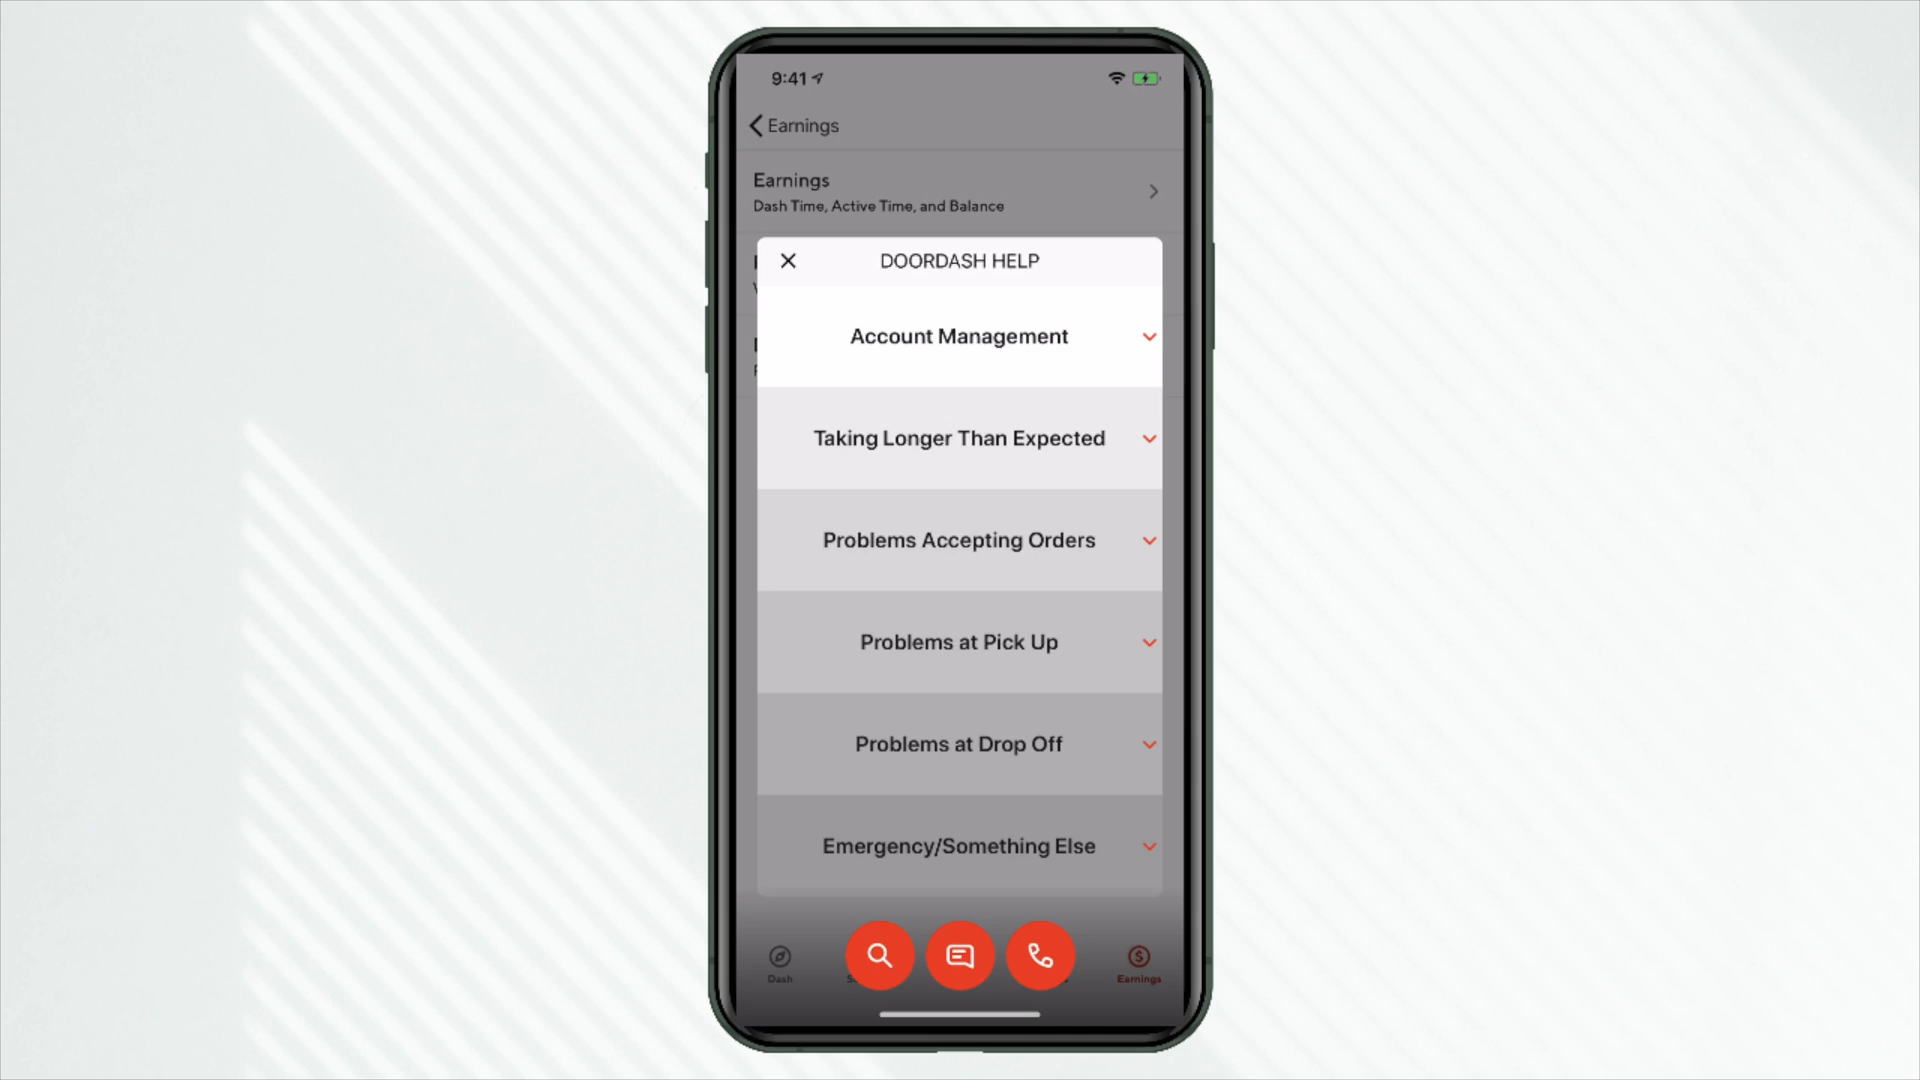 9:41
Earnings
Earnings
Dash Time, Active Time, and Balance
DOORDASH HELP
Account Management
Taking Longer Than Expected
Problems Accepting Orders
Problems at Pick Up
Problems at Drop Off
Emergency/Something Else
Dash
Earnings